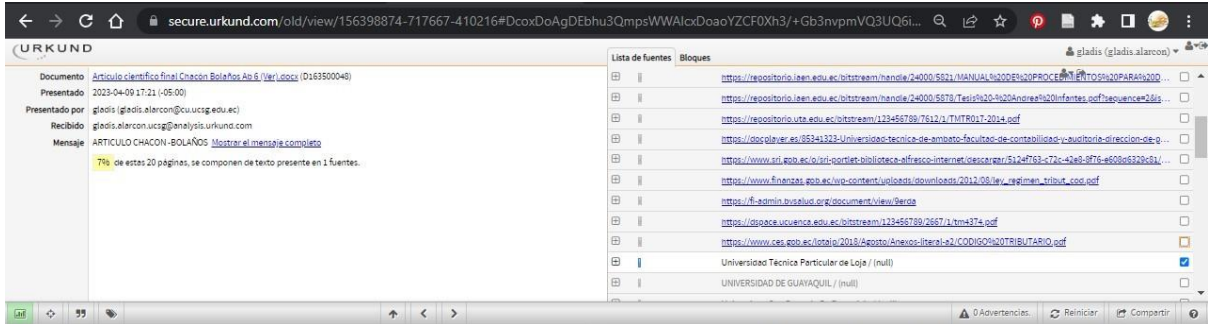 secure.urkund.com/old/view/156398874-717667-410216#DcoxDoAgDEbhu3QmpsWWAlcxDoaoYZCF0Xh3/+Gb3nvpmVQ3UQ6i...
URKUND
gladis (gladis.alarcon)
Documento Articulo cientifico final Chacón Bolaños Ab 6 (Ver).docx (D163500048)
Presentado 2023-04-09 17:21 (-05:00)
Presentado por gladis (gladis.alarcon@cu.ucsg.edu.ec)
Recibido gladis.alarcon.ucsg@analysis.urkund.com
Mensaje ARTICULO CHACON -BOLAÑOS Mostrar el mensaje completo
7% de estas 20 páginas, se componen de texto presente en 1 fuentes.
Lista de fuentes Bloques
https://repositorio.iaen.edu.ec/bitstream/handle/24000/5821/MANUAL%20DE%20PROCEDIMIENTOS%20PARA%20D...
https://repositorio.iaen.edu.ec/bitstream/handle/24000/5878/Tesis%20-%20Andrea%20Infantes.pdf?sequence=2&is...
https://repositorio.uta.edu.ec/bitstream/123456789/7612/1/TMTR017-2014.pdf
https://docplayer.es/85341323-Universidad-tecnica-de-ambato-facultad-de-contabilidad-y-auditoria-direccion-de-p...
https://www.sri.gob.ec/o/sri-portlet-biblioteca-alfresco-internet/descargar/5124f763-c72c-42e8-8f76-e608d6329c81/...
https://www.finanzas.gob.ec/wp-content/uploads/downloads/2012/08/ley_regimen_tribut_cod.pdf
https://fi-admin.bvsalud.org/document/view/9erda
https://dspace.ucuenca.edu.ec/bitstream/123456789/2667/1/tm4374.pdf
https://www.ces.gob.ec/lotaip/2018/Agosto/Anexos-literal-a2/CODIGO%20TRIBUTARIO.pdf
Universidad Técnica Particular de Loja / (null)
UNIVERSIDAD DE GUAYAQUIL / (null)
0 Advertencias. Reiniciar Compartir